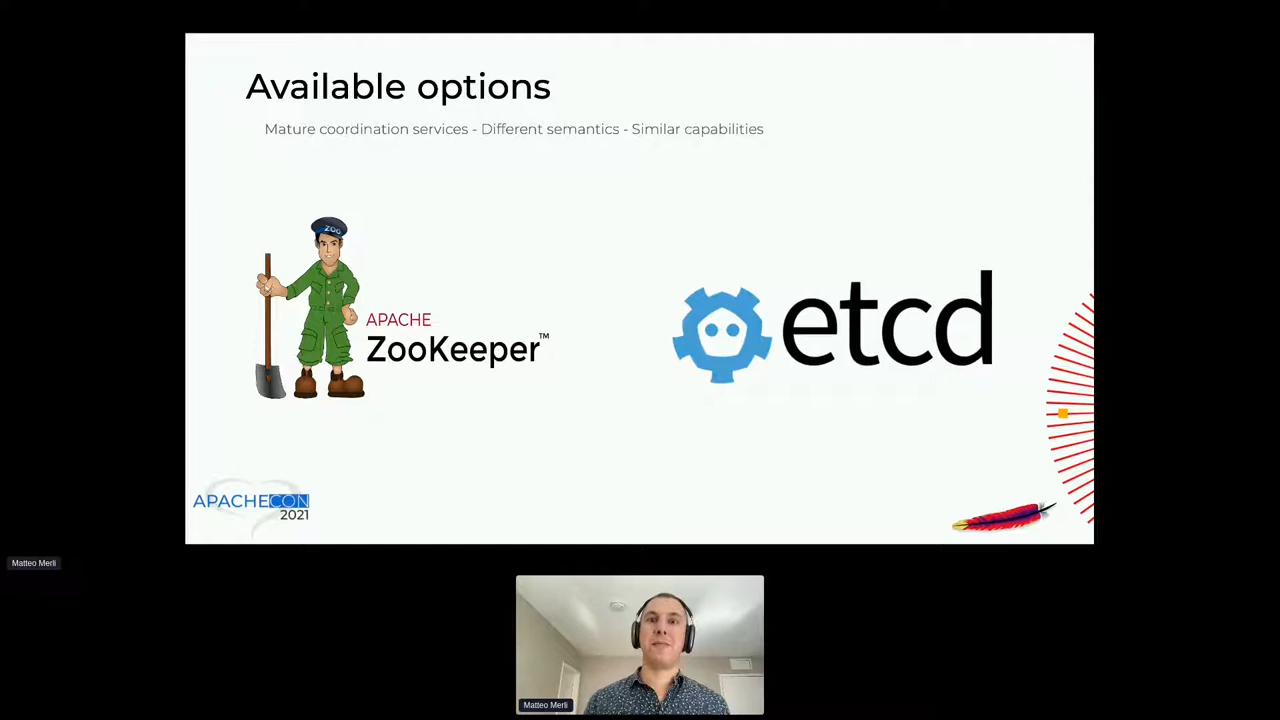 Available options
Mature coordination services - Different semantics - Similar capabilities
ZOO
APACHE
ZooKeeper™
etcd
APACHECON
2021
Matteo Merli
Matteo Merli